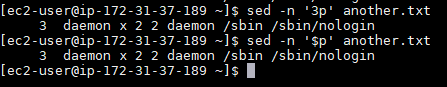 [ec2-user@ip-172-31-37-189 ~]$ sed -n '3p' another.txt
     3  daemon x 2 2 daemon /sbin /sbin/nologin
[ec2-user@ip-172-31-37-189 ~]$ sed -n '$p' another.txt
     3  daemon x 2 2 daemon /sbin /sbin/nologin
[ec2-user@ip-172-31-37-189 ~]$